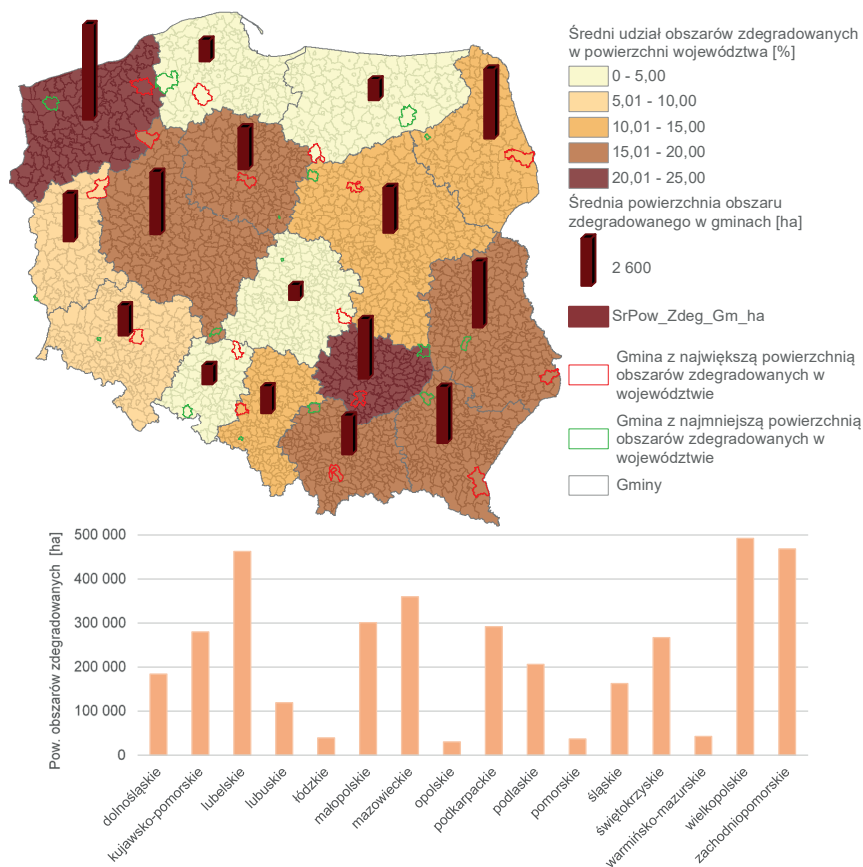 Średni udział obszarów zdegradowanych
w powierzchni województwa [%]
0 - 5,00
5,01 - 10,00
10,01 - 15,00
15,01 - 20,00
20,01 - 25,00
Średnia powierzchnia obszaru
zdegradowanego w gminach [ha]
2 600
SrPow_Zdeg_Gm_ha
Gmina z największą powierzchnią
obszarów zdegradowanych w
województwie
Gmina z najmniejszą powierzchnią
obszarów zdegradowanych w
województwie
Gminy
Pow. obszarów zdegradowanych [ha]
500 000
400 000
300 000
200 000
100 000
0
dolnośląskie
kujawsko-pomorskie
lubelskie
lubuskie
łódzkie
małopolskie
mazowieckie
opolskie
podkarpackie
podlaskie
pomorskie
śląskie
świętokrzyskie
warmińsko-mazurskie
wielkopolskie
zachodniopomorskie